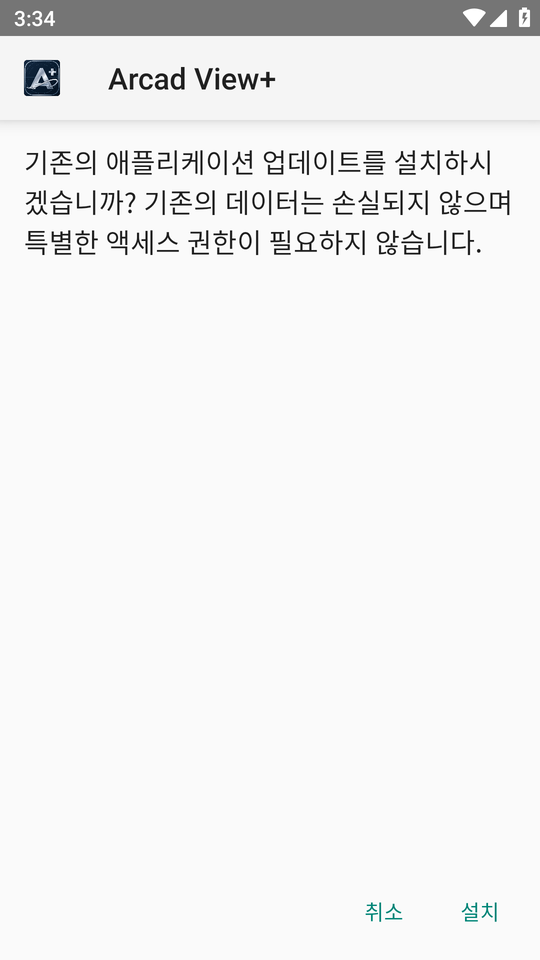 3:34
A+
Arcad View+
기존의 애플리케이션 업데이트를 설치하시
겠습니까? 기존의 데이터는 손실되지 않으며
특별한 액세스 권한이 필요하지 않습니다.
취소 설치